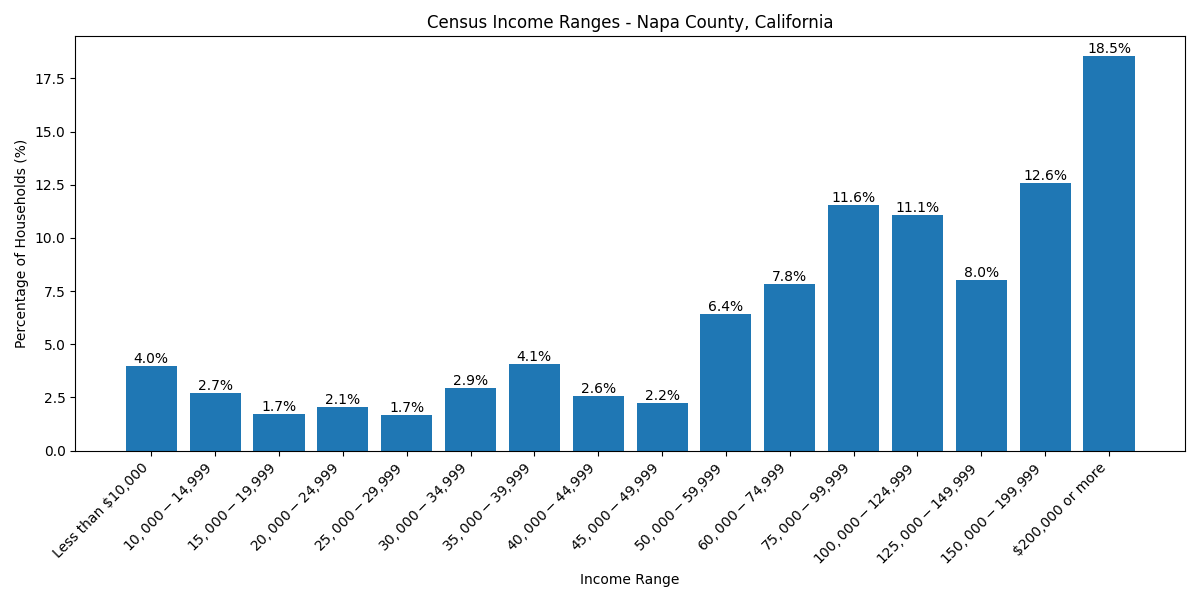 Census Income Ranges - Napa County, California
Percentage of Households (%)
17.5
15.0
12.5
10.0
7.5
5.0
2.5
0.0
4.0%
2.7%
1.7%
2.1%
1.7%
2.9%
4.1%
2.6%
2.2%
6.4%
7.8%
11.6%
11.1%
8.0%
12.6%
18.5%
Less than $10,000
10,000 − 14,999
15,000 − 19,999
20,000 − 24,999
25,000 − 29,999
30,000 − 34,999
35,000 − 39,999
40,000 − 44,999
45,000 − 49,999
50,000 − 59,999
60,000 − 74,999
75,000 − 99,999
100,000 − 124,999
125,000 − 149,999
150,000 − 199,999
$200,000 or more
Income Range